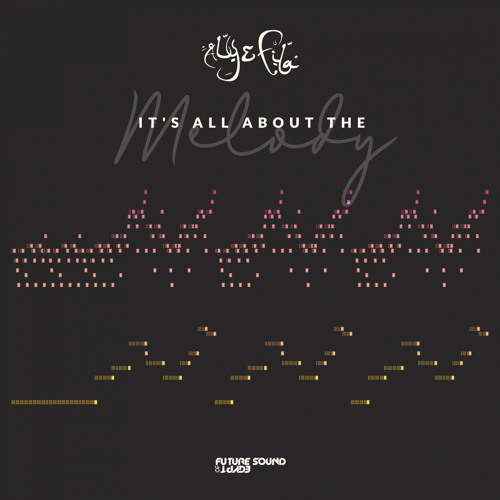 Aly & Fila
IT'S ALL ABOUT THE
Melody
FUTURE SOUND
OF EGYPT